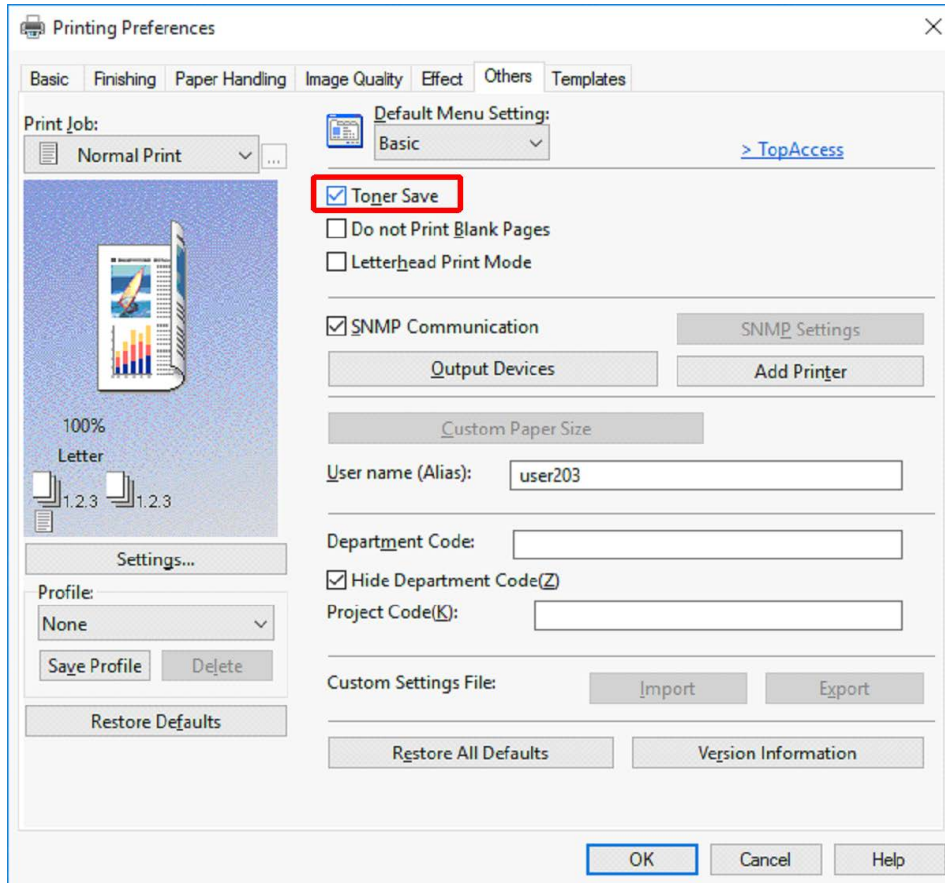 Printing Preferences
Basic Finishing Paper Handling Image Quality Effect Others Templates
Print Job:
Normal Print
...
100%
Letter
1.2.3 1.2.3
Settings...
Profile:
None
Save Profile Delete
Restore Defaults
Default Menu Setting:
Basic
> TopAccess
Toner Save
Do not Print Blank Pages
Letterhead Print Mode
SNMP Communication
SNMP Settings
Output Devices
Add Printer
Custom Paper Size
User name (Alias):
user203
Department Code:
Hide Department Code(Z)
Project Code(K):
Custom Settings File:
Import
Export
Restore All Defaults
Version Information
OK
Cancel
Help